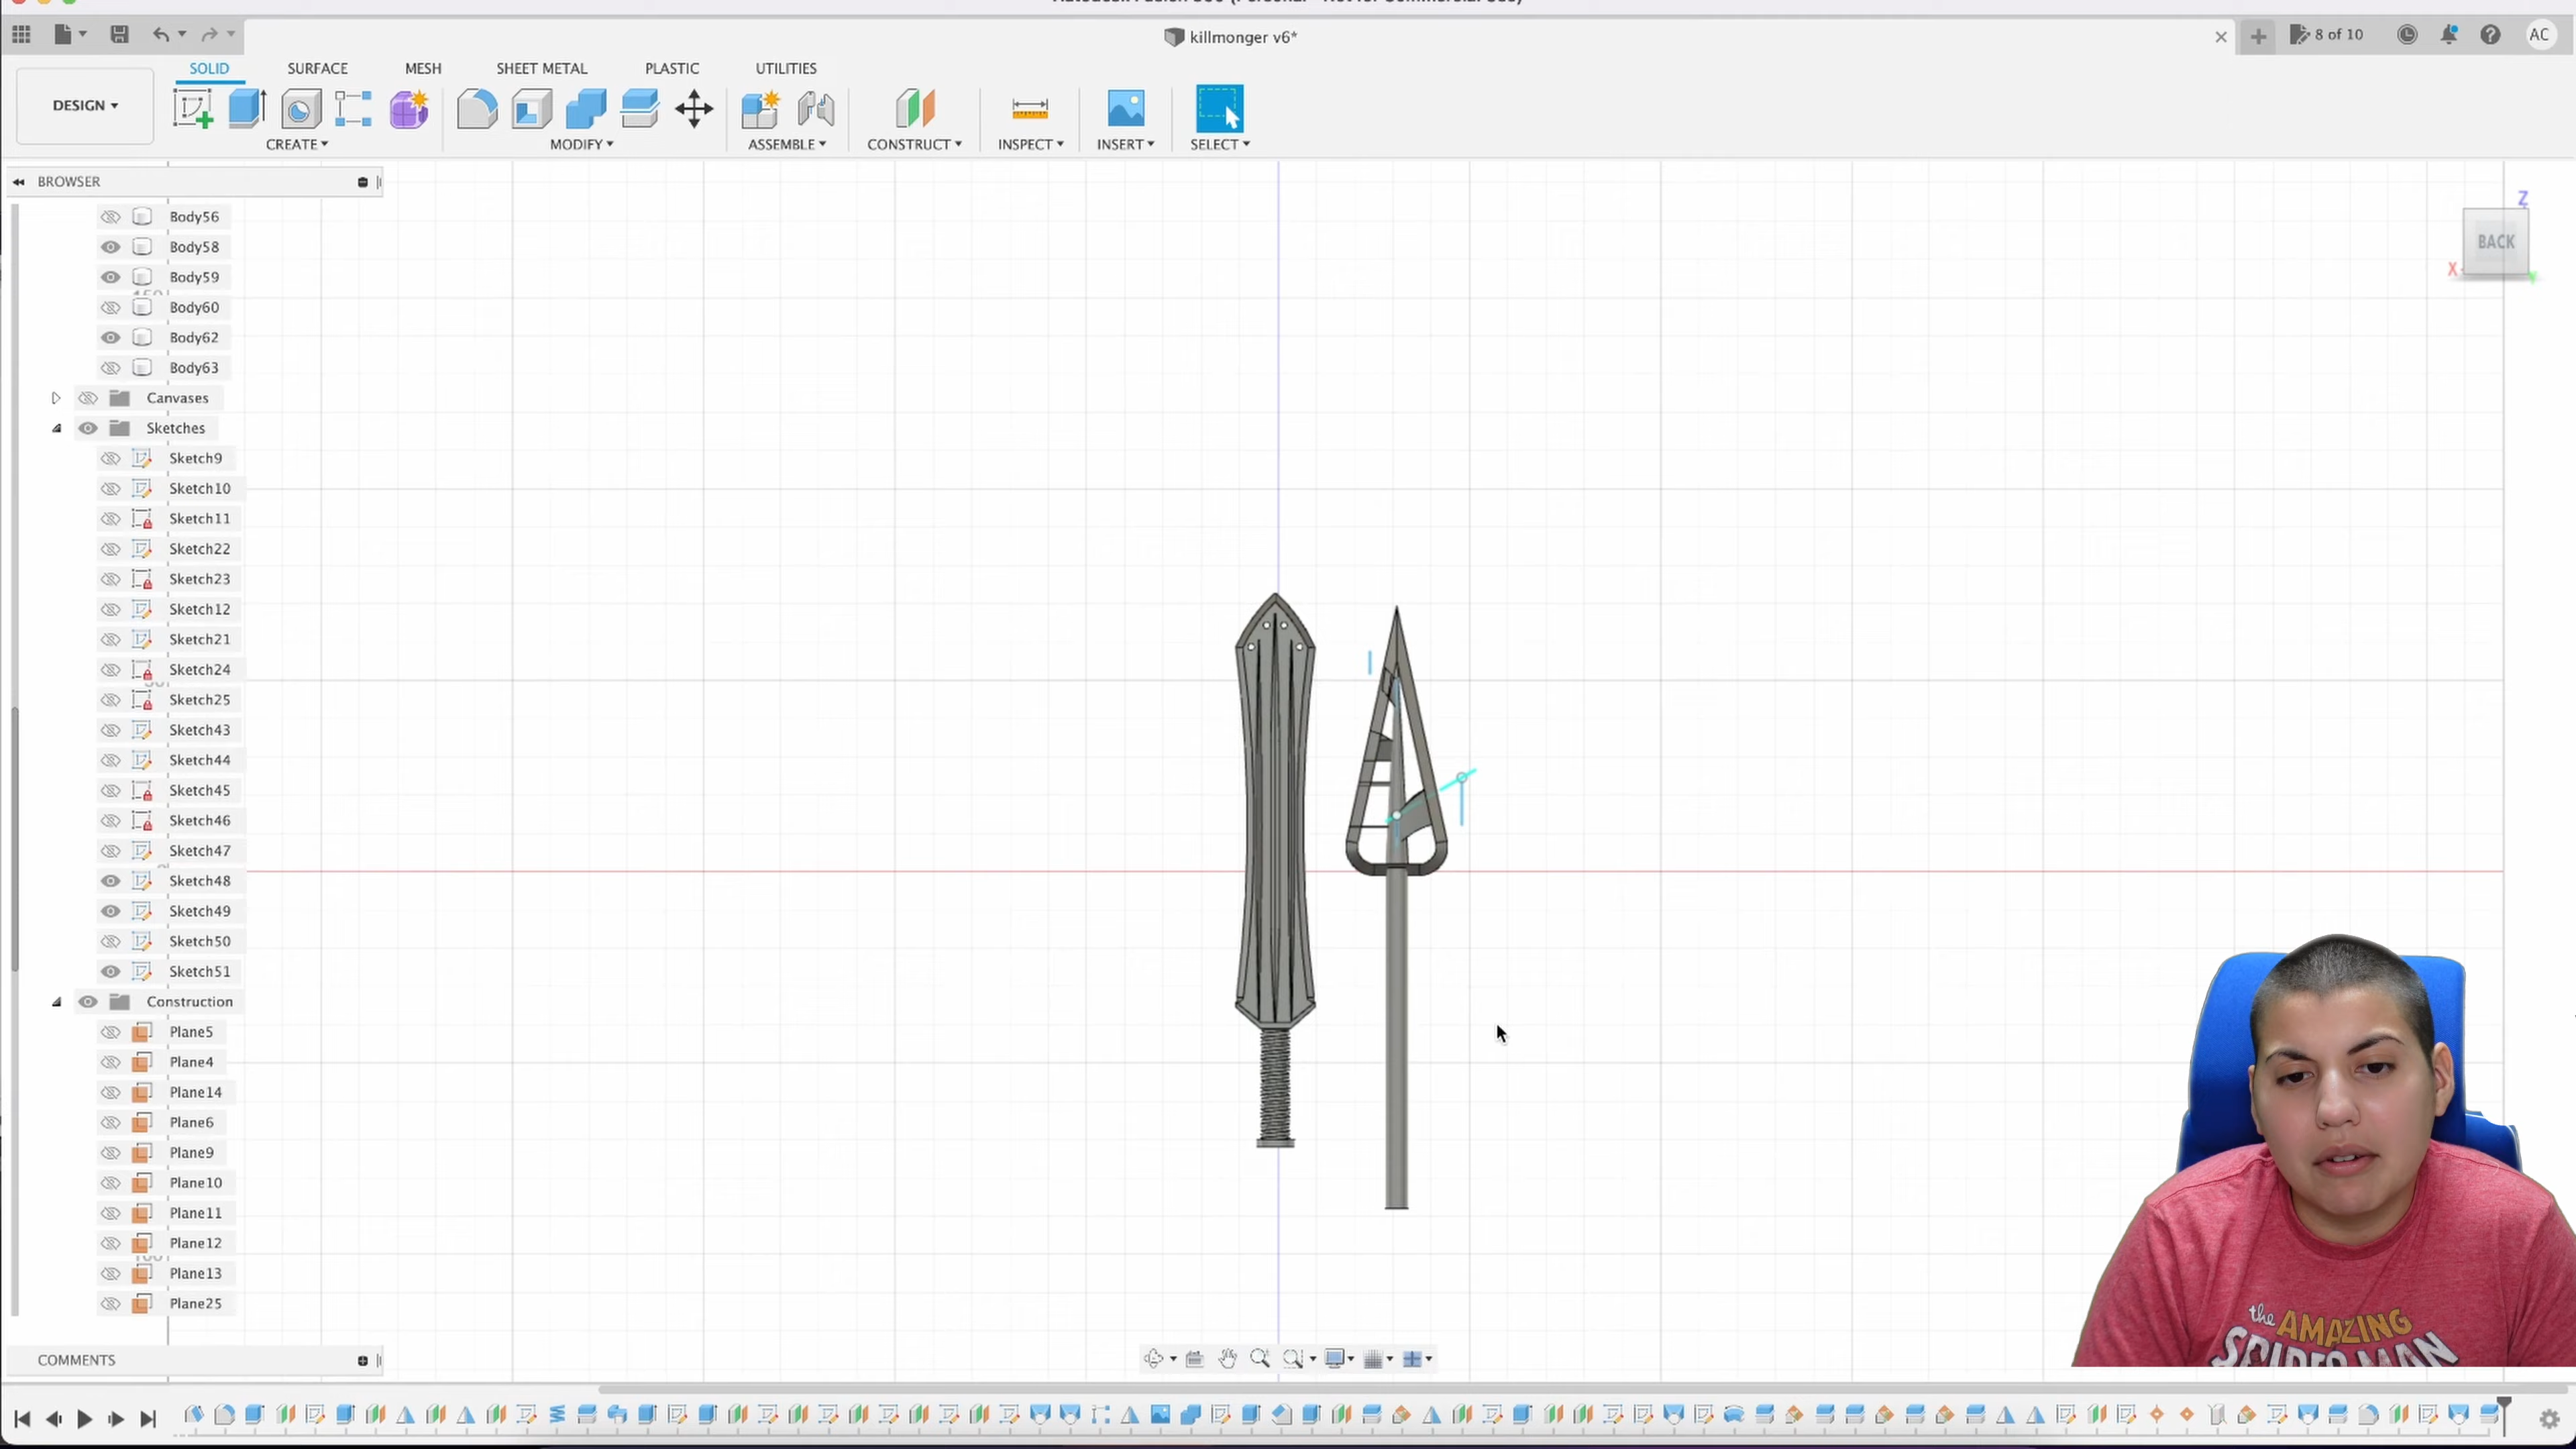 killmonger v6*
8 of 10
AC
SOLID
SURFACE
MESH
SHEET METAL
PLASTIC
UTILITIES
DESIGN
CREATE
MODIFY
ASSEMBLE
CONSTRUCT
INSPECT
INSERT
SELECT
BROWSER
Z
BACK
X
Body56
Body58
Body59
Body60
Body62
Body63
Canvases
Sketches
Sketch9
Sketch10
Sketch11
Sketch22
Sketch23
Sketch12
Sketch21
Sketch24
Sketch25
Sketch43
Sketch44
Sketch45
Sketch46
Sketch47
Sketch48
Sketch49
Sketch50
Sketch51
Construction
Plane5
Plane4
Plane14
Plane6
Plane9
Plane10
Plane11
Plane12
Plane13
Plane25
the AMAZING
SPIDER-MAN
COMMENTS